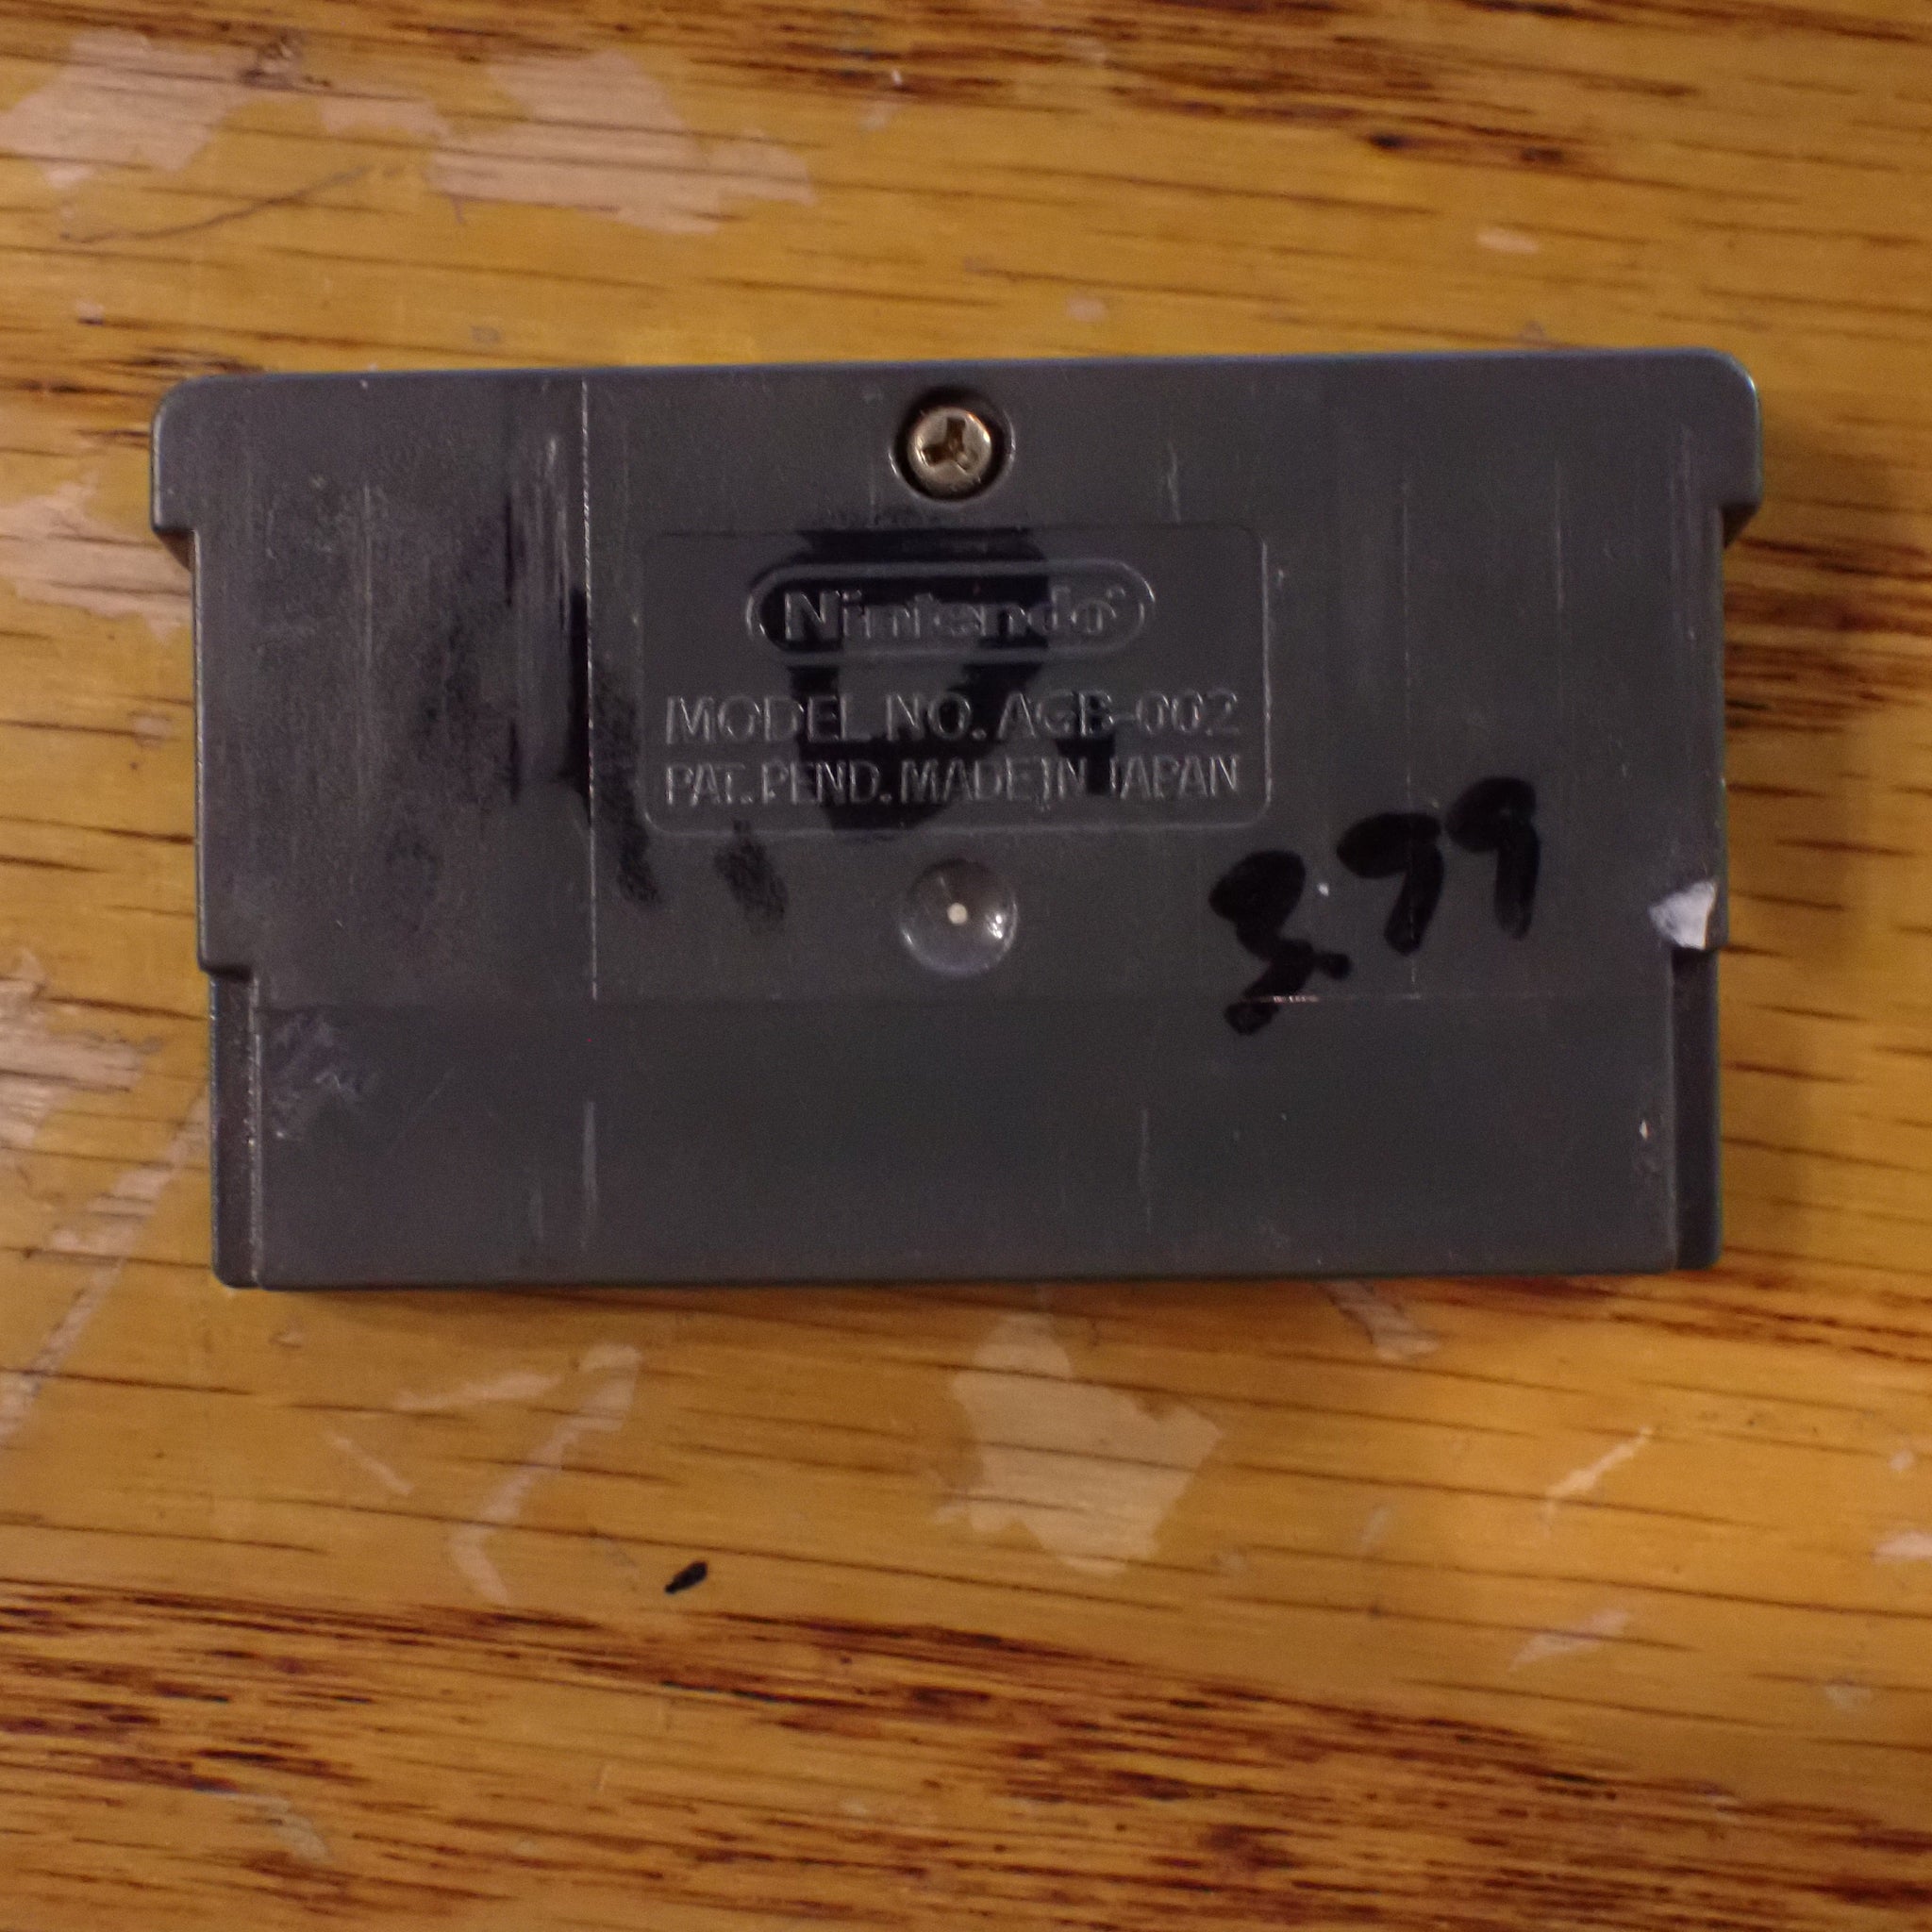 Nintendo
MODEL NO. AGB-002
PAT. PEND. MADE IN JAPAN
3.99